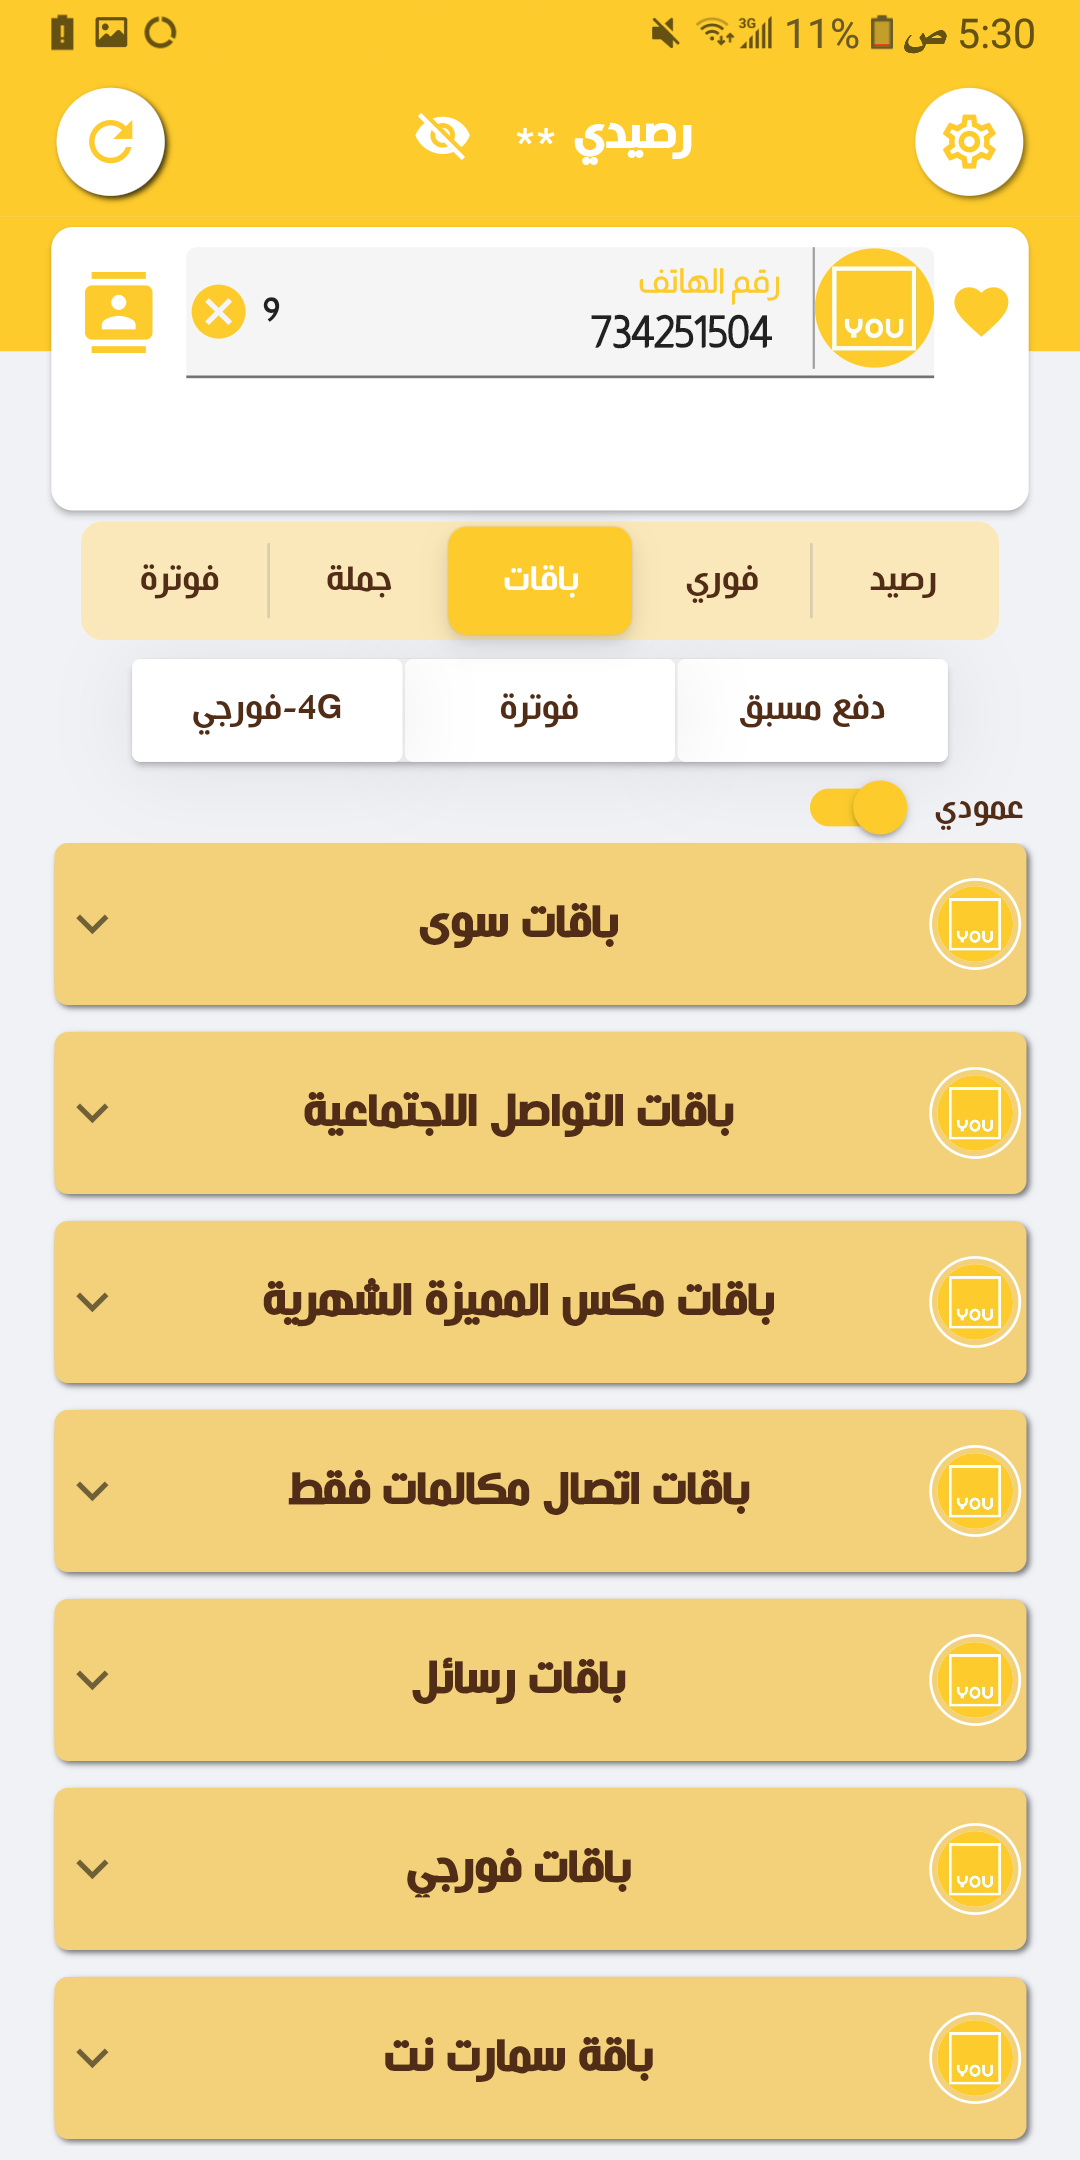 5:30 ص 11% 3G
رصيدي **
رقم الهاتف
734251504
9
YOU
رصيد
فوري
باقات
جملة
فوترة
دفع مسبق
فوترة
4G-فورجي
عمودي
باقات سوى
YOU
باقات التواصل الاجتماعية
YOU
باقات مكس المميزة الشهرية
YOU
باقات اتصال مكالمات فقط
YOU
باقات رسائل
YOU
باقات فورجي
YOU
باقة سمارت نت
YOU